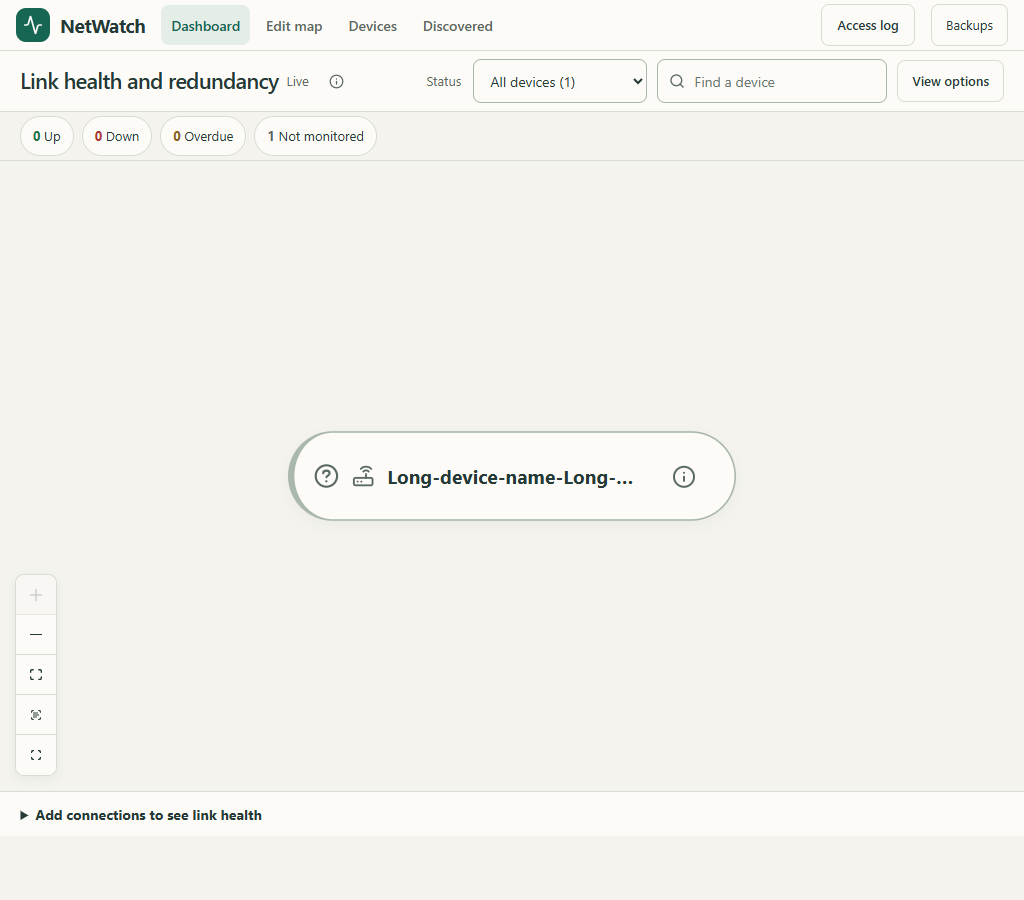 NetWatch
Dashboard
Edit map
Devices
Discovered
Access log
Backups
Link health and redundancy
Live
Status
All devices (1)
Find a device
View options
0 Up
0 Down
0 Overdue
1 Not monitored
Long-device-name-Long-...
Add connections to see link health